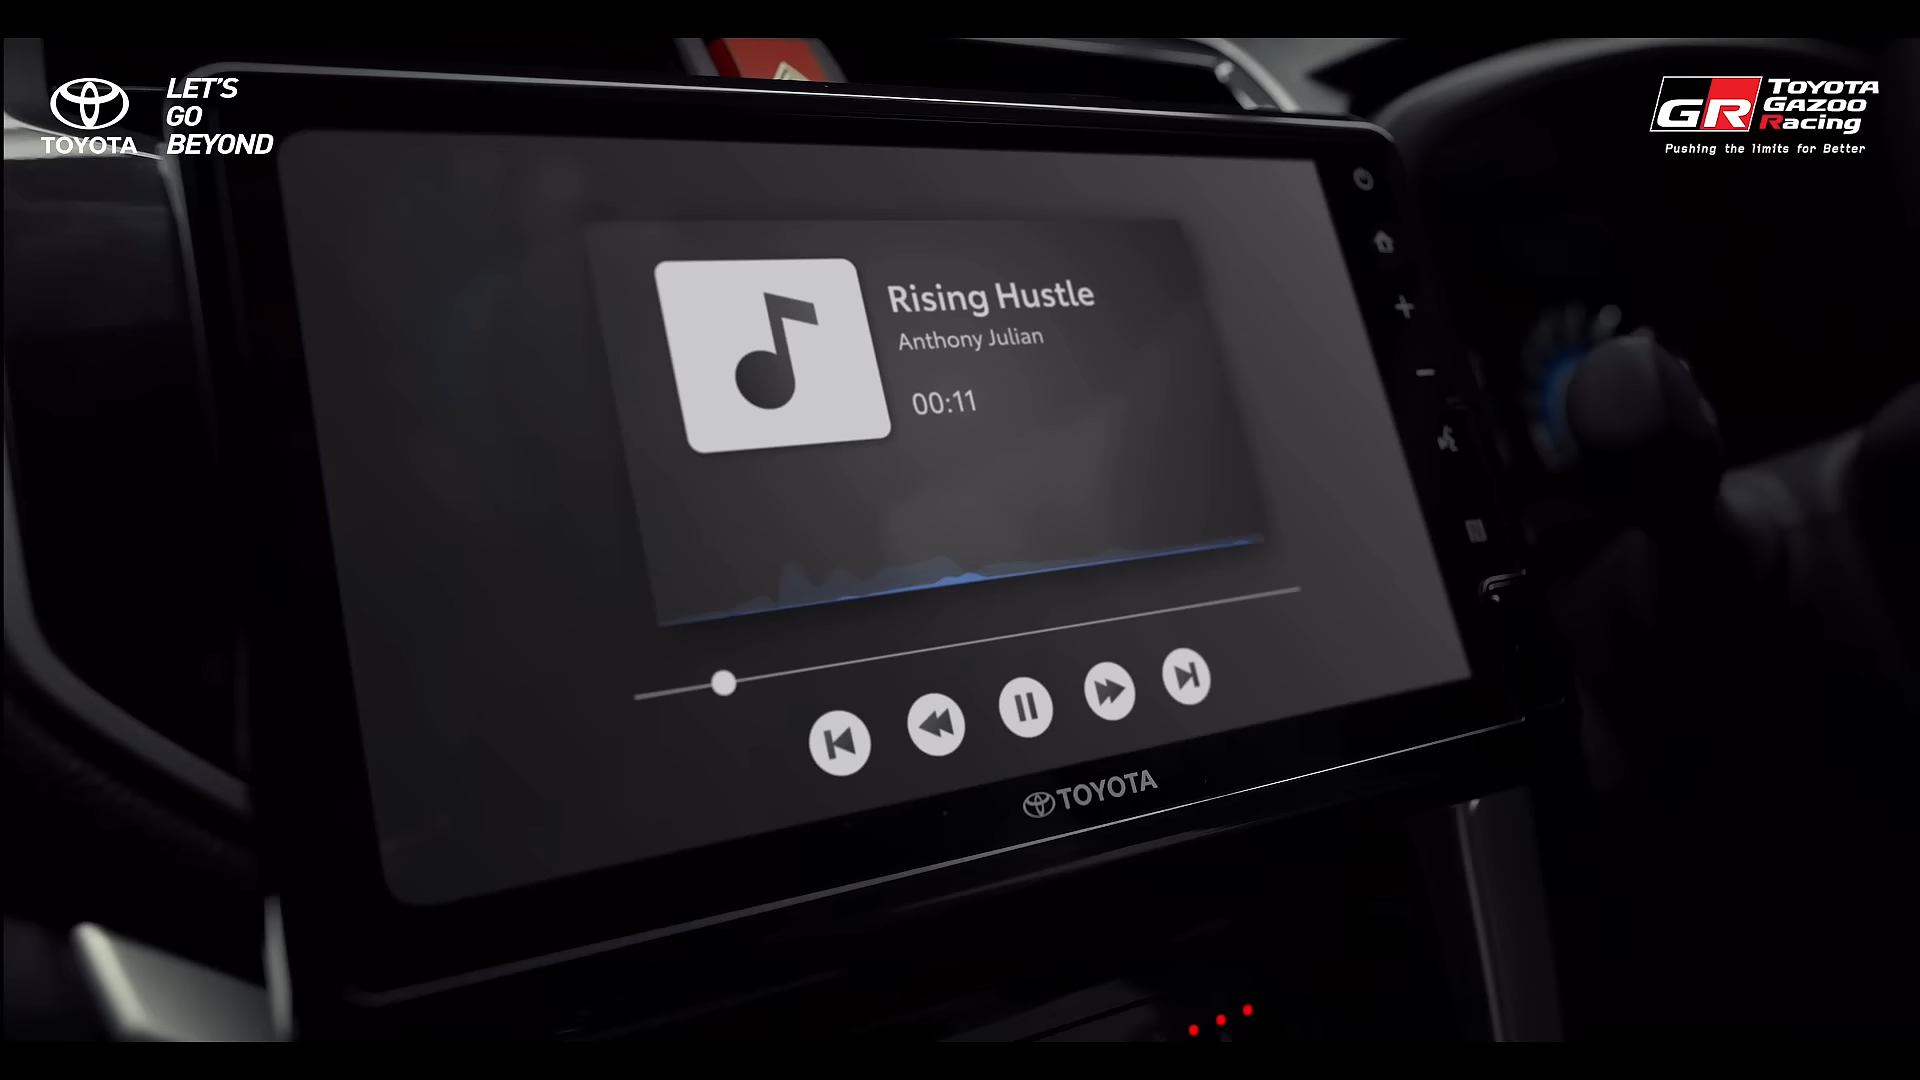 TOYOTA
LET'S
GO
BEYOND
GR
TOYOTA
GAZOO
Racing
Pushing the limits for Better
Rising Hustle
Anthony Julian
00:11
TOYOTA